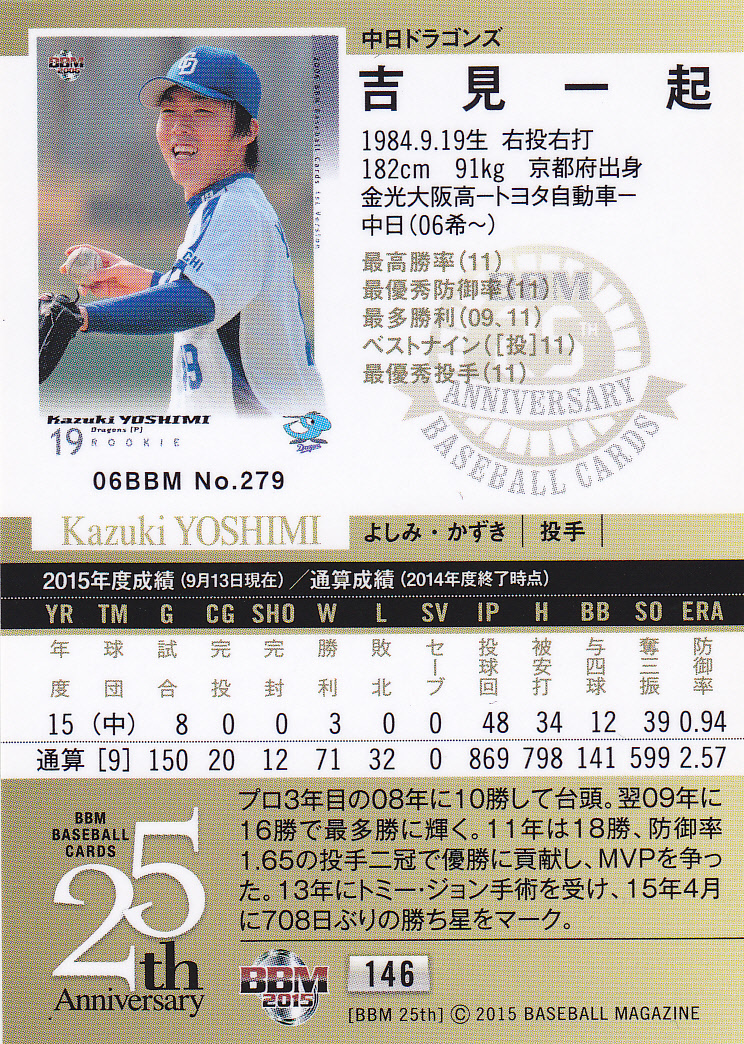 中日ドラゴンズ
吉見一起
1984.9.19生 右投右打
182cm 91kg 京都府出身
金光大阪高ートヨタ自動車ー
中日(06希〜)
最高勝率(11)
最優秀防御率(11)
最多勝利(09、11)
ベストナイン([投]11)
最優秀投手(11)
BBM
TH
ANNIVERSARY
BASEBALL CARDS
BBM
2006
2006 BBM Baseball Cards 1st Version
CD
Kazuki YOSHIMI
Dragons [P]
19 ROOKIE
Dragons
06BBM No.279
Kazuki YOSHIMI
よしみ・かずき 投手
2015年度成績(9月13日現在)/通算成績(2014年度終了時点)
YR TM G CG SHO W L SV IP H BB SO ERA
年度 球団 試合 完投 完封 勝利 敗北 セーブ 投球回 被安打 与四球 奪三振 防御率
15 (中) 8 0 0 3 0 0 48 34 12 39 0.94
通算 [9] 150 20 12 71 32 0 869 798 141 599 2.57
プロ3年目の08年に10勝して台頭。翌09年に
16勝で最多勝に輝く。11年は18勝、防御率
1.65の投手二冠で優勝に貢献し、MVPを争っ
た。13年にトミー・ジョン手術を受け、15年4月
に708日ぶりの勝ち星をマーク。
BBM
BASEBALL
CARDS
25th
Anniversary
BBM
2015
146
[BBM 25th] © 2015 BASEBALL MAGAZINE